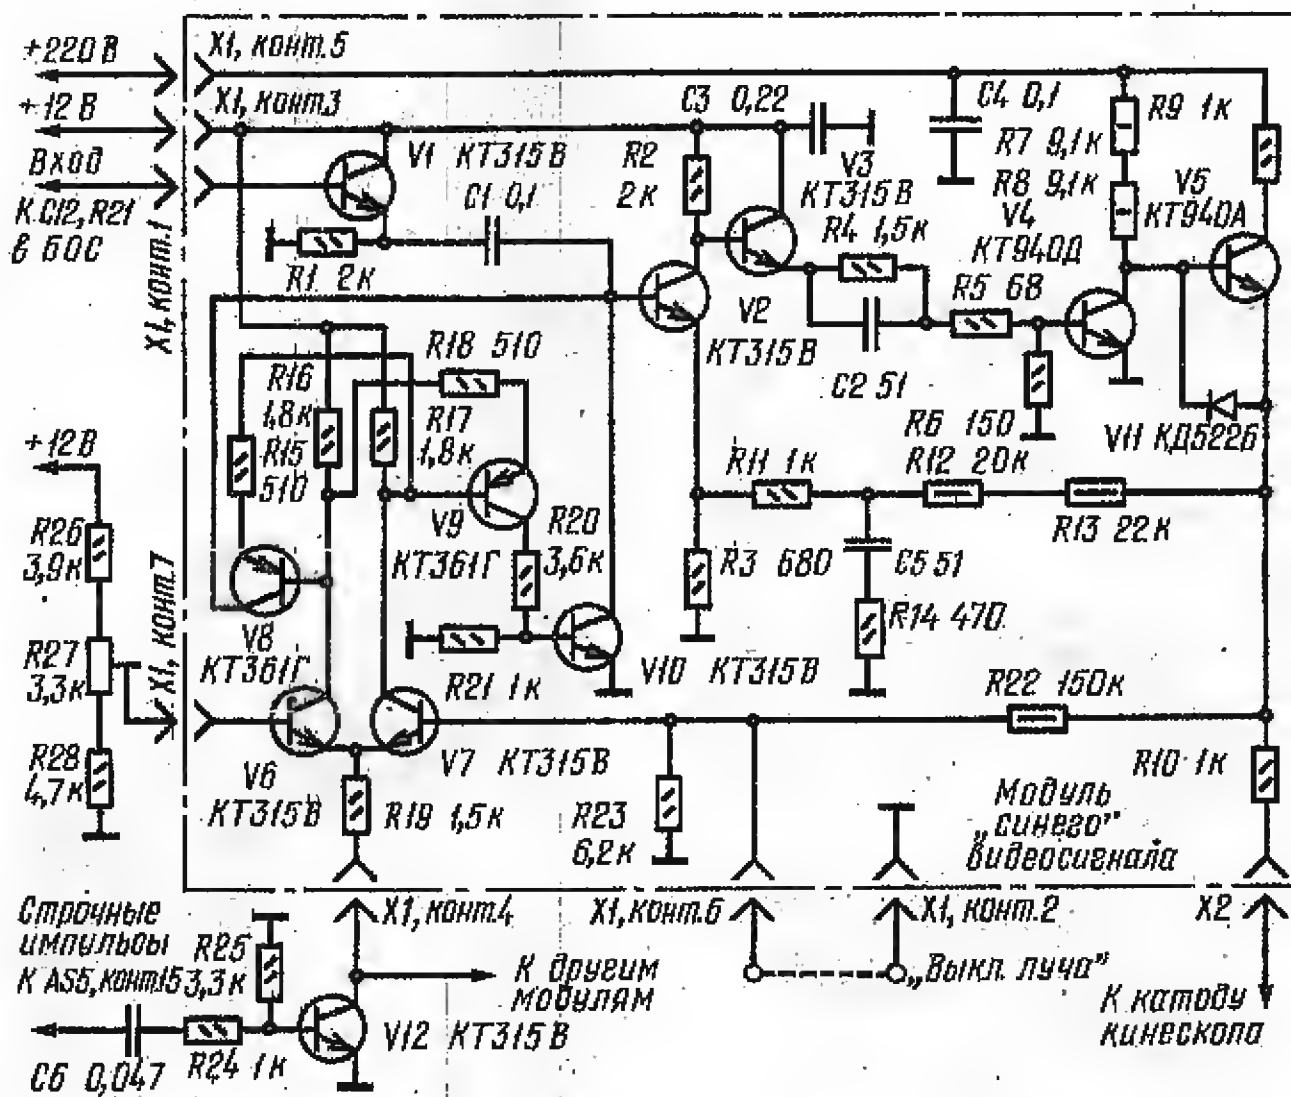 +220 В
X1, конт.5
+12 В
X1, конт3
Вход
К C12, R21
в БОС
X1, конт.1
V1 КТ315В
C1 0,1
R1 2к
R2
2к
C3 0,22
V3
КТ315В
C4 0,1
R7 9,1к
R8 9,1к
R9 1к
V5
КТ940А
V4
КТ940Д
R4 1,5к
V2
КТ315В
C2 51
R5 68
R6 150
V11 КД522Б
R18 510
R16
1,8к
R15
510
R17
1,8к
R11 1к
R12 20к
R13 22к
+12В
R26
3,9к
R27
3,3к
R28
4,7к
X1, конт.7
V9
КТ361Г
R20
3,6к
R3 680
C5 51
R14 470
V8
КТ361Г
R21 1к
V10 КТ315В
R22 150к
V6
КТ315В
V7 КТ315В
R19 1,5к
R23
6,2к
R10 1к
Модуль
„синего"
видеосигнала
Строчные
импульсы
К AS5, конт.15
R25
3,3к
X1, конт.4
X1, конт.6
X1, конт.2
X2
К другим
модулям
„Выкл. луча"
К катоду
кинескопа
C6 0,047
R24 1к
V12 КТ315В